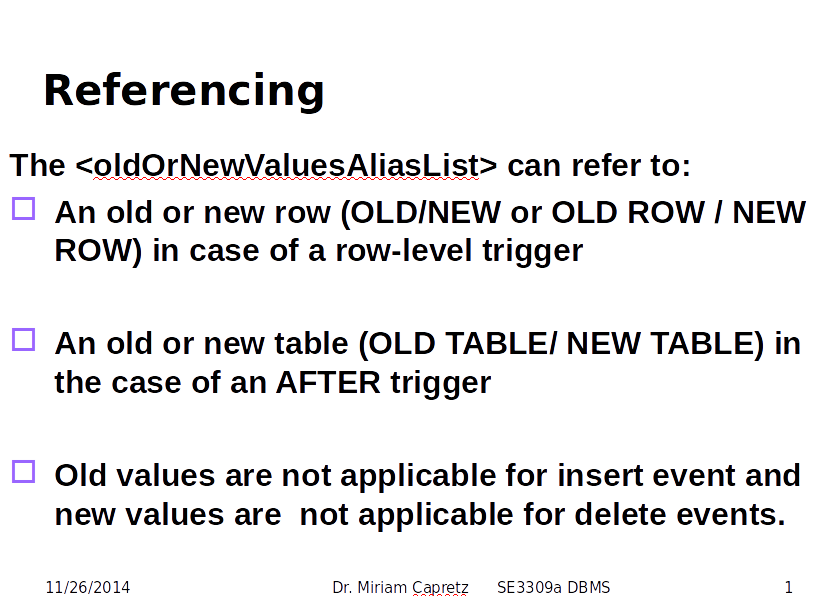 Referencing
The <oldOrNewValuesAliasList> can refer to:
An old or new row (OLD/NEW or OLD ROW / NEW
ROW) in case of a row-level trigger
An old or new table (OLD TABLE/ NEW TABLE) in
the case of an AFTER trigger
Old values are not applicable for insert event and
new values are  not applicable for delete events.
11/26/2014 Dr. Miriam Capretz SE3309a DBMS 1